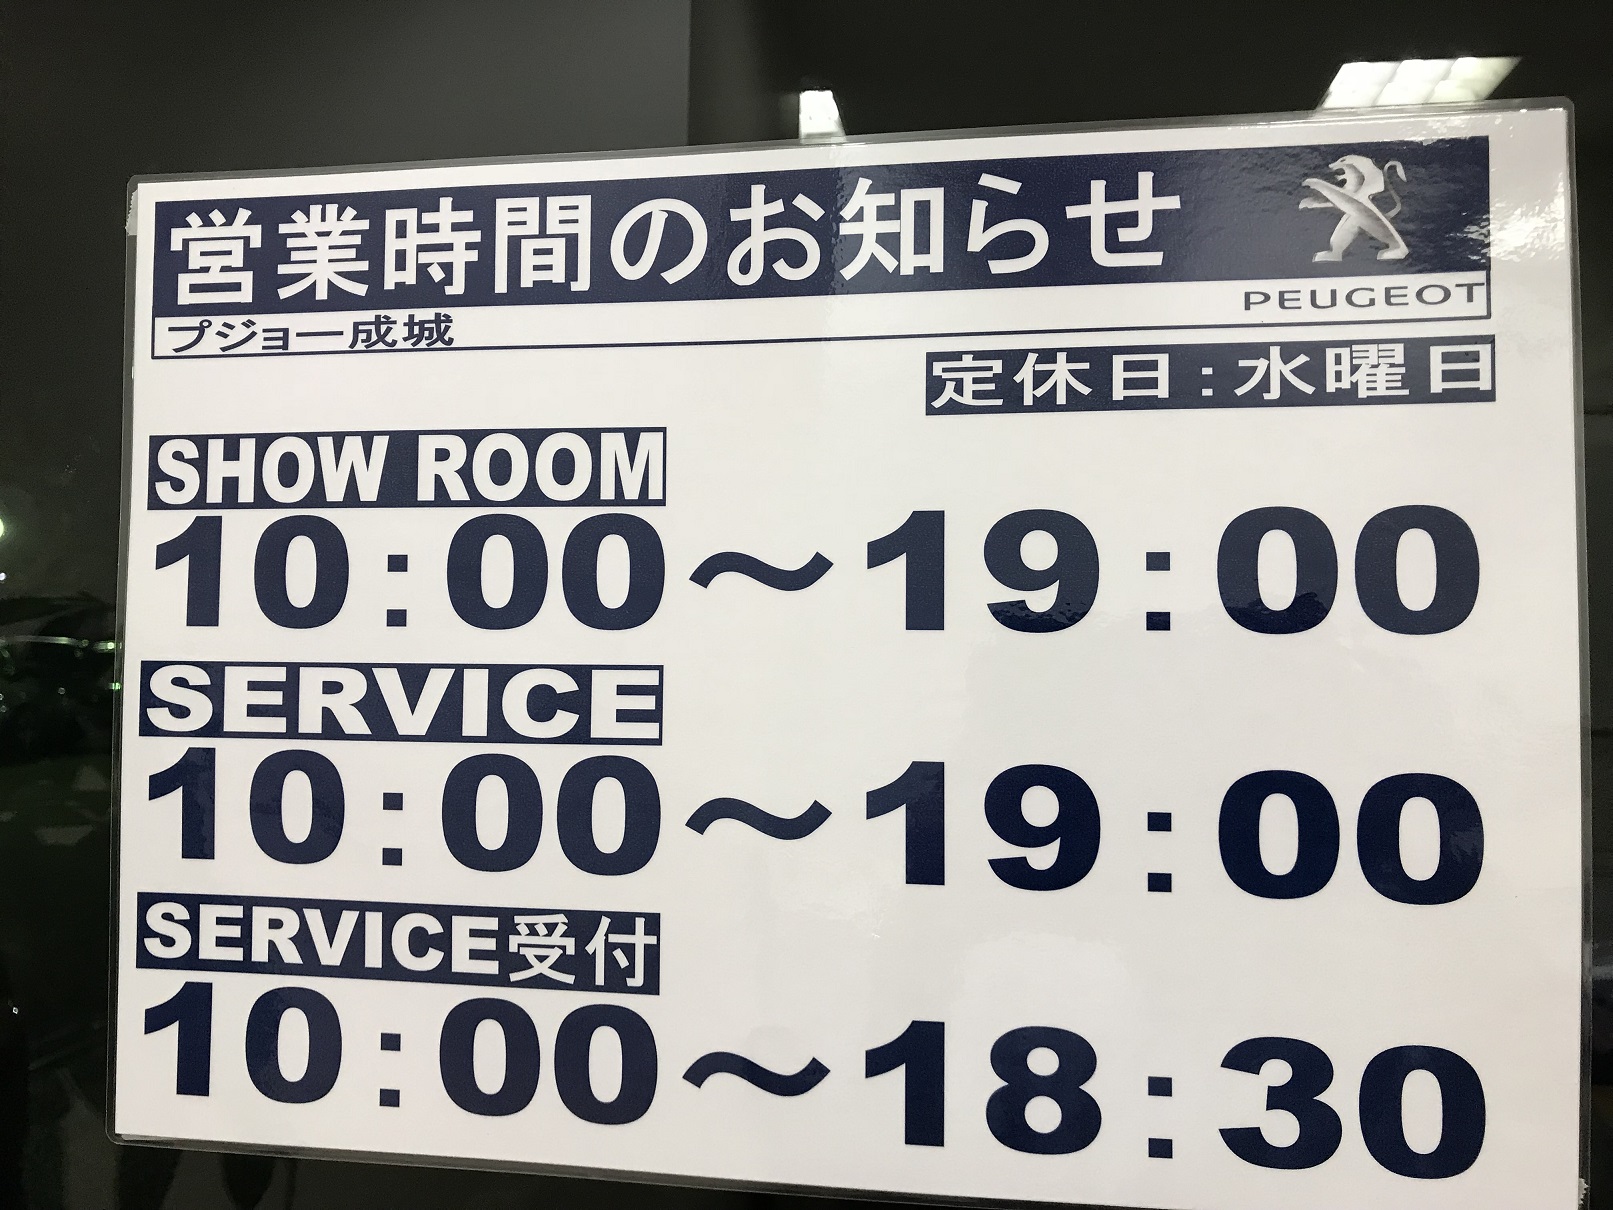 営業時間のお知らせ
PEUGEOT
プジョー成城
定休日:水曜日
SHOW ROOM
10:00～19:00
SERVICE
10:00～19:00
SERVICE受付
10:00～18:30